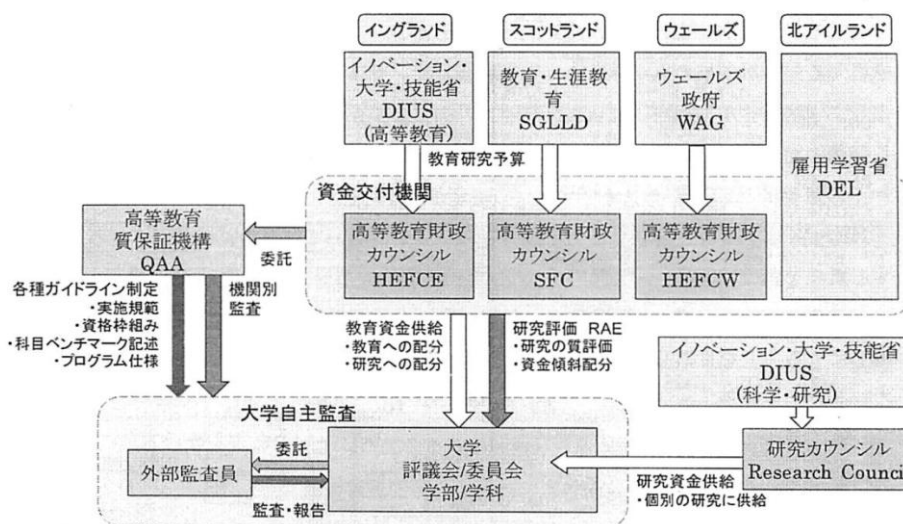 イングランド
スコットランド
ウェールズ
北アイルランド
イノベーション・
大学・技能省
DIUS
(高等教育)
教育・生涯教
育
SGLLD
ウェールズ
政府
WAG
雇用学習省
DEL
教育研究予算
資金交付機関
高等教育財政
カウンシル
HEFCE
高等教育財政
カウンシル
SFC
高等教育財政
カウンシル
HEFCW
高等教育
質保証機構
QAA
委託
各種ガイドライン制定
・実施規範
・資格枠組み
・科目ベンチマーク記述
・プログラム仕様
機関別
監査
教育資金供給
・教育への配分
・研究への配分
研究評価 RAE
・研究の質評価
・資金傾斜配分
イノベーション・大学・技能省
DIUS
(科学・研究)
大学自主監査
外部監査員
委託
監査・報告
大学
評議会/委員会
学部/学科
研究資金供給
・個別の研究に供給
研究カウンシル
Research Counci